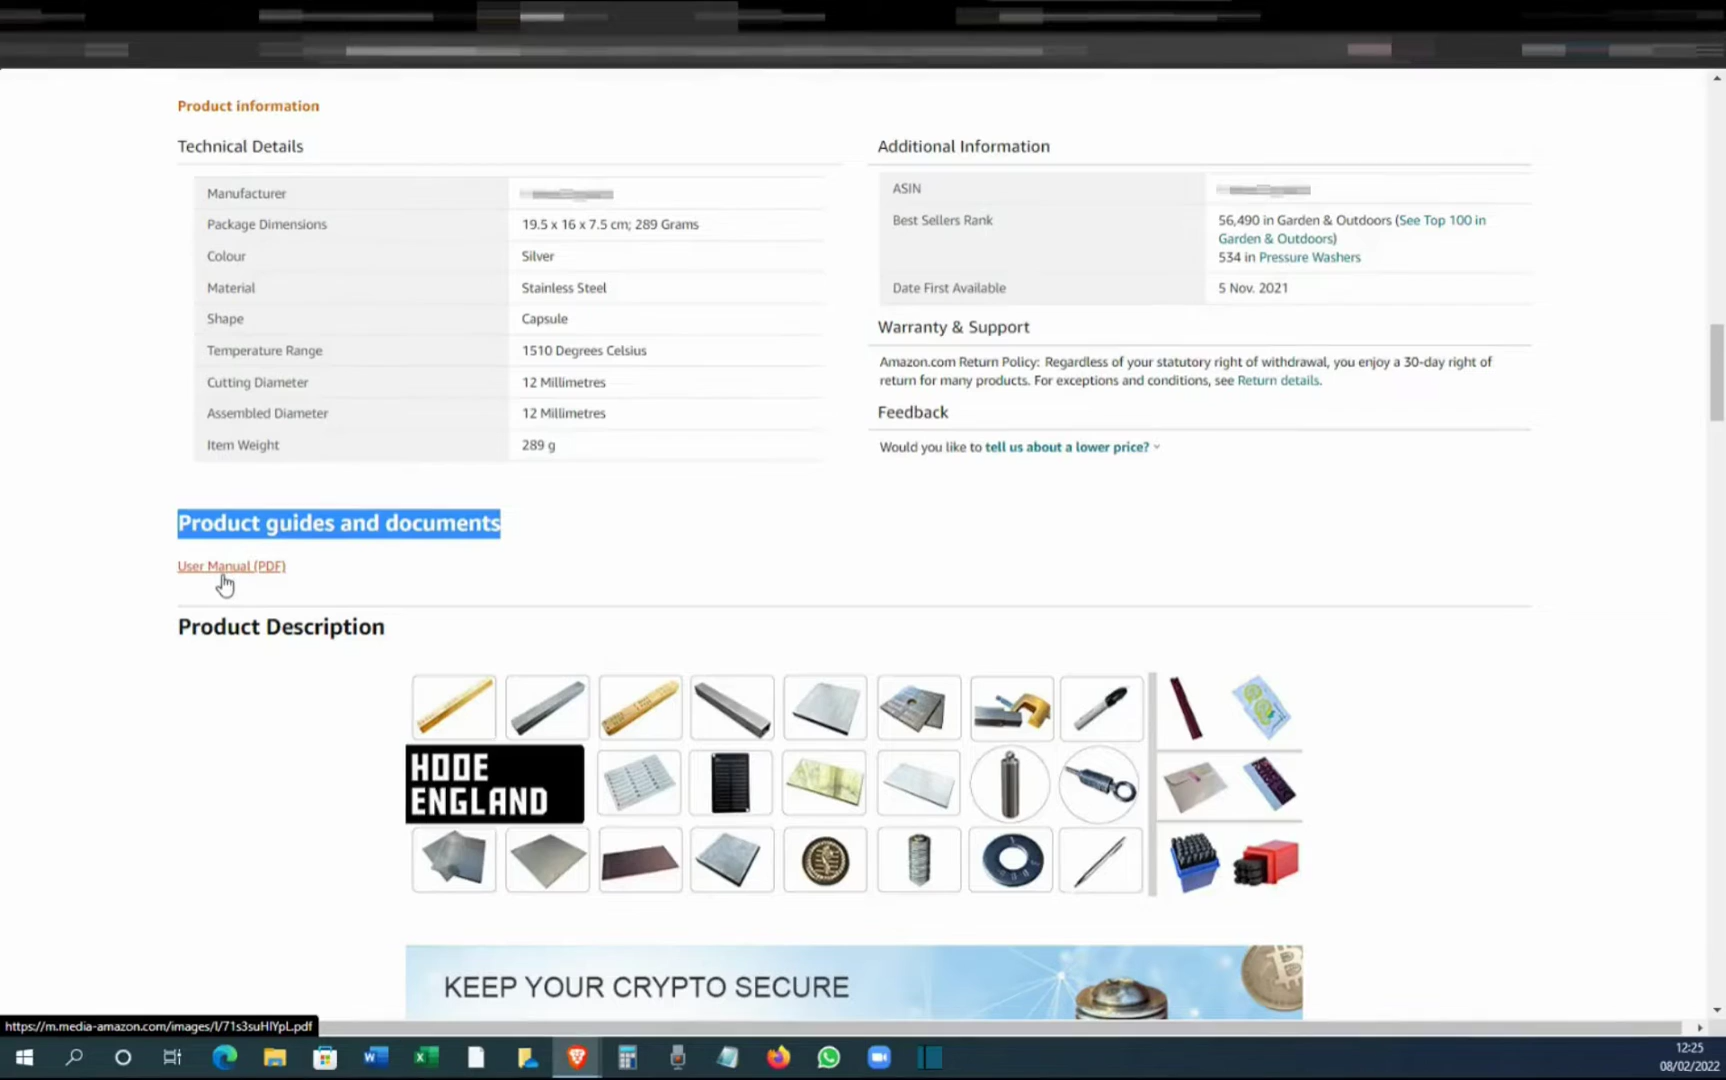 Product information
Technical Details
Manufacturer
Package Dimensions 19.5 x 16 x 7.5 cm; 289 Grams
Colour Silver
Material Stainless Steel
Shape Capsule
Temperature Range 1510 Degrees Celsius
Cutting Diameter 12 Millimetres
Assembled Diameter 12 Millimetres
Item Weight 289 g
Additional Information
ASIN
Best Sellers Rank 56,490 in Garden & Outdoors (See Top 100 in
Garden & Outdoors)
534 in Pressure Washers
Date First Available 5 Nov. 2021
Warranty & Support
Amazon.com Return Policy: Regardless of your statutory right of withdrawal, you enjoy a 30-day right of
return for many products. For exceptions and conditions, see Return details.
Feedback
Would you like to tell us about a lower price?
Product guides and documents
User Manual (PDF)
Product Description
HODE
ENGLAND
KEEP YOUR CRYPTO SECURE
https://m.media-amazon.com/images/I/71s3suHlYpL.pdf
12:25
08/02/2022